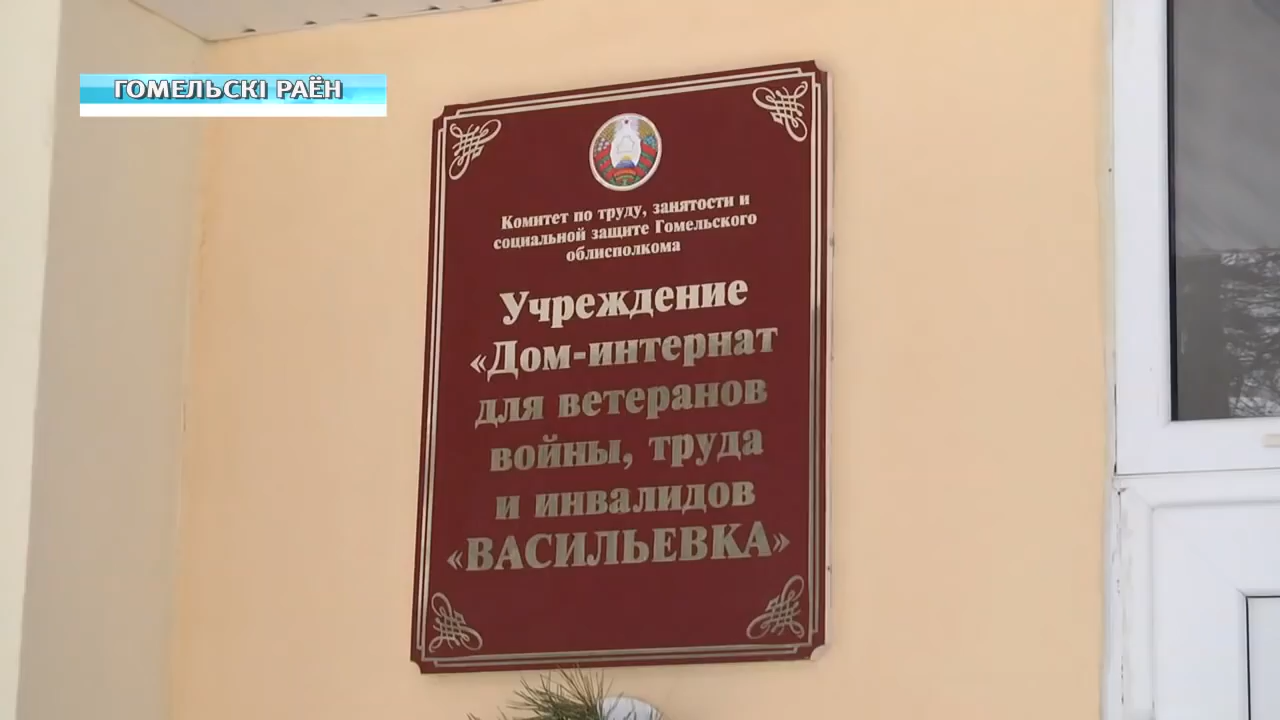 ГОМЕЛЬСКІ РАЁН
Комитет по труду, занятости и
социальной защите Гомельского
облисполкома
Учреждение
«Дом-интернат
для ветеранов
войны, труда
и инвалидов
«ВАСИЛЬЕВКА»